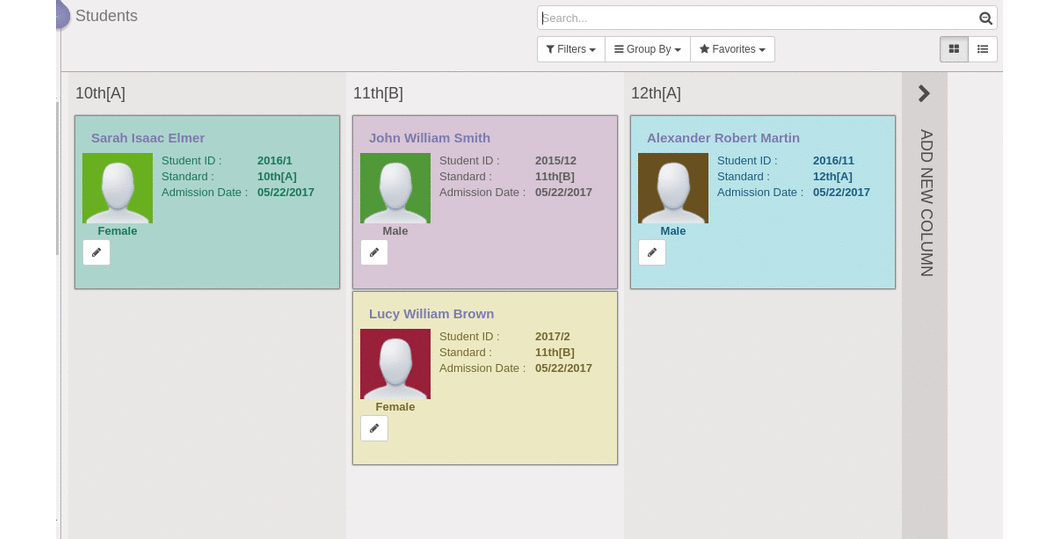 Students
Search...
Filters
Group By
Favorites
10th[A]
Sarah Isaac Elmer
Student ID : 2016/1
Standard : 10th[A]
Admission Date : 05/22/2017
Female
11th[B]
John William Smith
Student ID : 2015/12
Standard : 11th[B]
Admission Date : 05/22/2017
Male
Lucy William Brown
Student ID : 2017/2
Standard : 11th[B]
Admission Date : 05/22/2017
Female
12th[A]
Alexander Robert Martin
Student ID : 2016/11
Standard : 12th[A]
Admission Date : 05/22/2017
Male
ADD NEW COLUMN